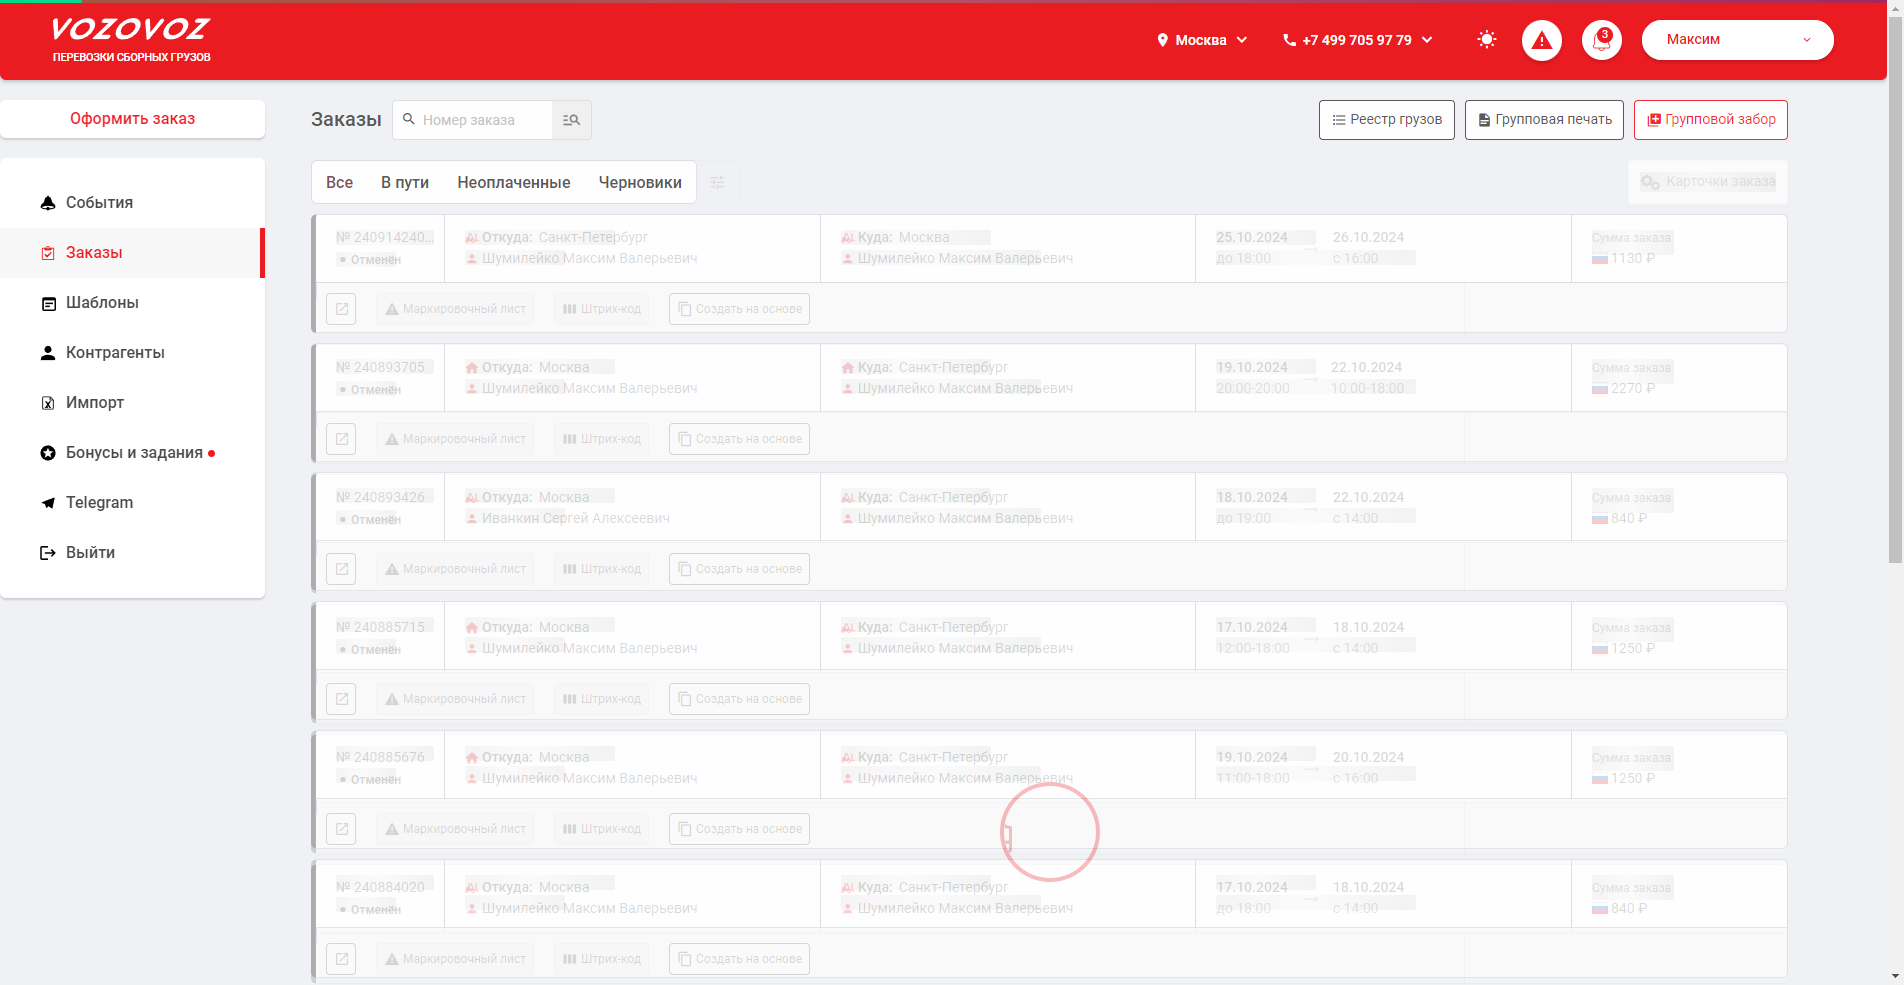 VOZOVOZ
ПЕРЕВОЗКИ СБОРНЫХ ГРУЗОВ
Москва
+7 499 705 97 79
3
Максим
Оформить заказ
События
Заказы
Шаблоны
Контрагенты
Импорт
Бонусы и задания
Telegram
Выйти
Заказы
Номер заказа
Реестр грузов
Групповая печать
Групповой забор
Все
В пути
Неоплаченные
Черновики
Карточки заказа
№ 240914240...
Отменён
Откуда: Санкт-Петербург
Шумилейко Максим Валерьевич
Куда: Москва
Шумилейко Максим Валерьевич
25.10.2024
до 18:00
26.10.2024
с 16:00
Сумма заказа
1130 ₽
Маркировочный лист
Штрих-код
Создать на основе
№ 240893705
Отменён
Откуда: Москва
Шумилейко Максим Валерьевич
Куда: Санкт-Петербург
Шумилейко Максим Валерьевич
19.10.2024
20:00-20:00
22.10.2024
10:00-18:00
Сумма заказа
2270 ₽
Маркировочный лист
Штрих-код
Создать на основе
№ 240893426
Отменён
Откуда: Москва
Иванкин Сергей Алексеевич
Куда: Санкт-Петербург
Шумилейко Максим Валерьевич
18.10.2024
до 19:00
22.10.2024
с 14:00
Сумма заказа
840 ₽
Маркировочный лист
Штрих-код
Создать на основе
№ 240885715
Отменён
Откуда: Москва
Шумилейко Максим Валерьевич
Куда: Санкт-Петербург
Шумилейко Максим Валерьевич
17.10.2024
12:00-18:00
18.10.2024
с 14:00
Сумма заказа
1250 ₽
Маркировочный лист
Штрих-код
Создать на основе
№ 240885676
Отменён
Откуда: Москва
Шумилейко Максим Валерьевич
Куда: Санкт-Петербург
Шумилейко Максим Валерьевич
19.10.2024
11:00-18:00
20.10.2024
с 16:00
Сумма заказа
1250 ₽
Маркировочный лист
Штрих-код
Создать на основе
№ 240884020
Отменён
Откуда: Москва
Шумилейко Максим Валерьевич
Куда: Санкт-Петербург
Шумилейко Максим Валерьевич
17.10.2024
до 18:00
18.10.2024
с 14:00
Сумма заказа
840 ₽
Маркировочный лист
Штрих-код
Создать на основе